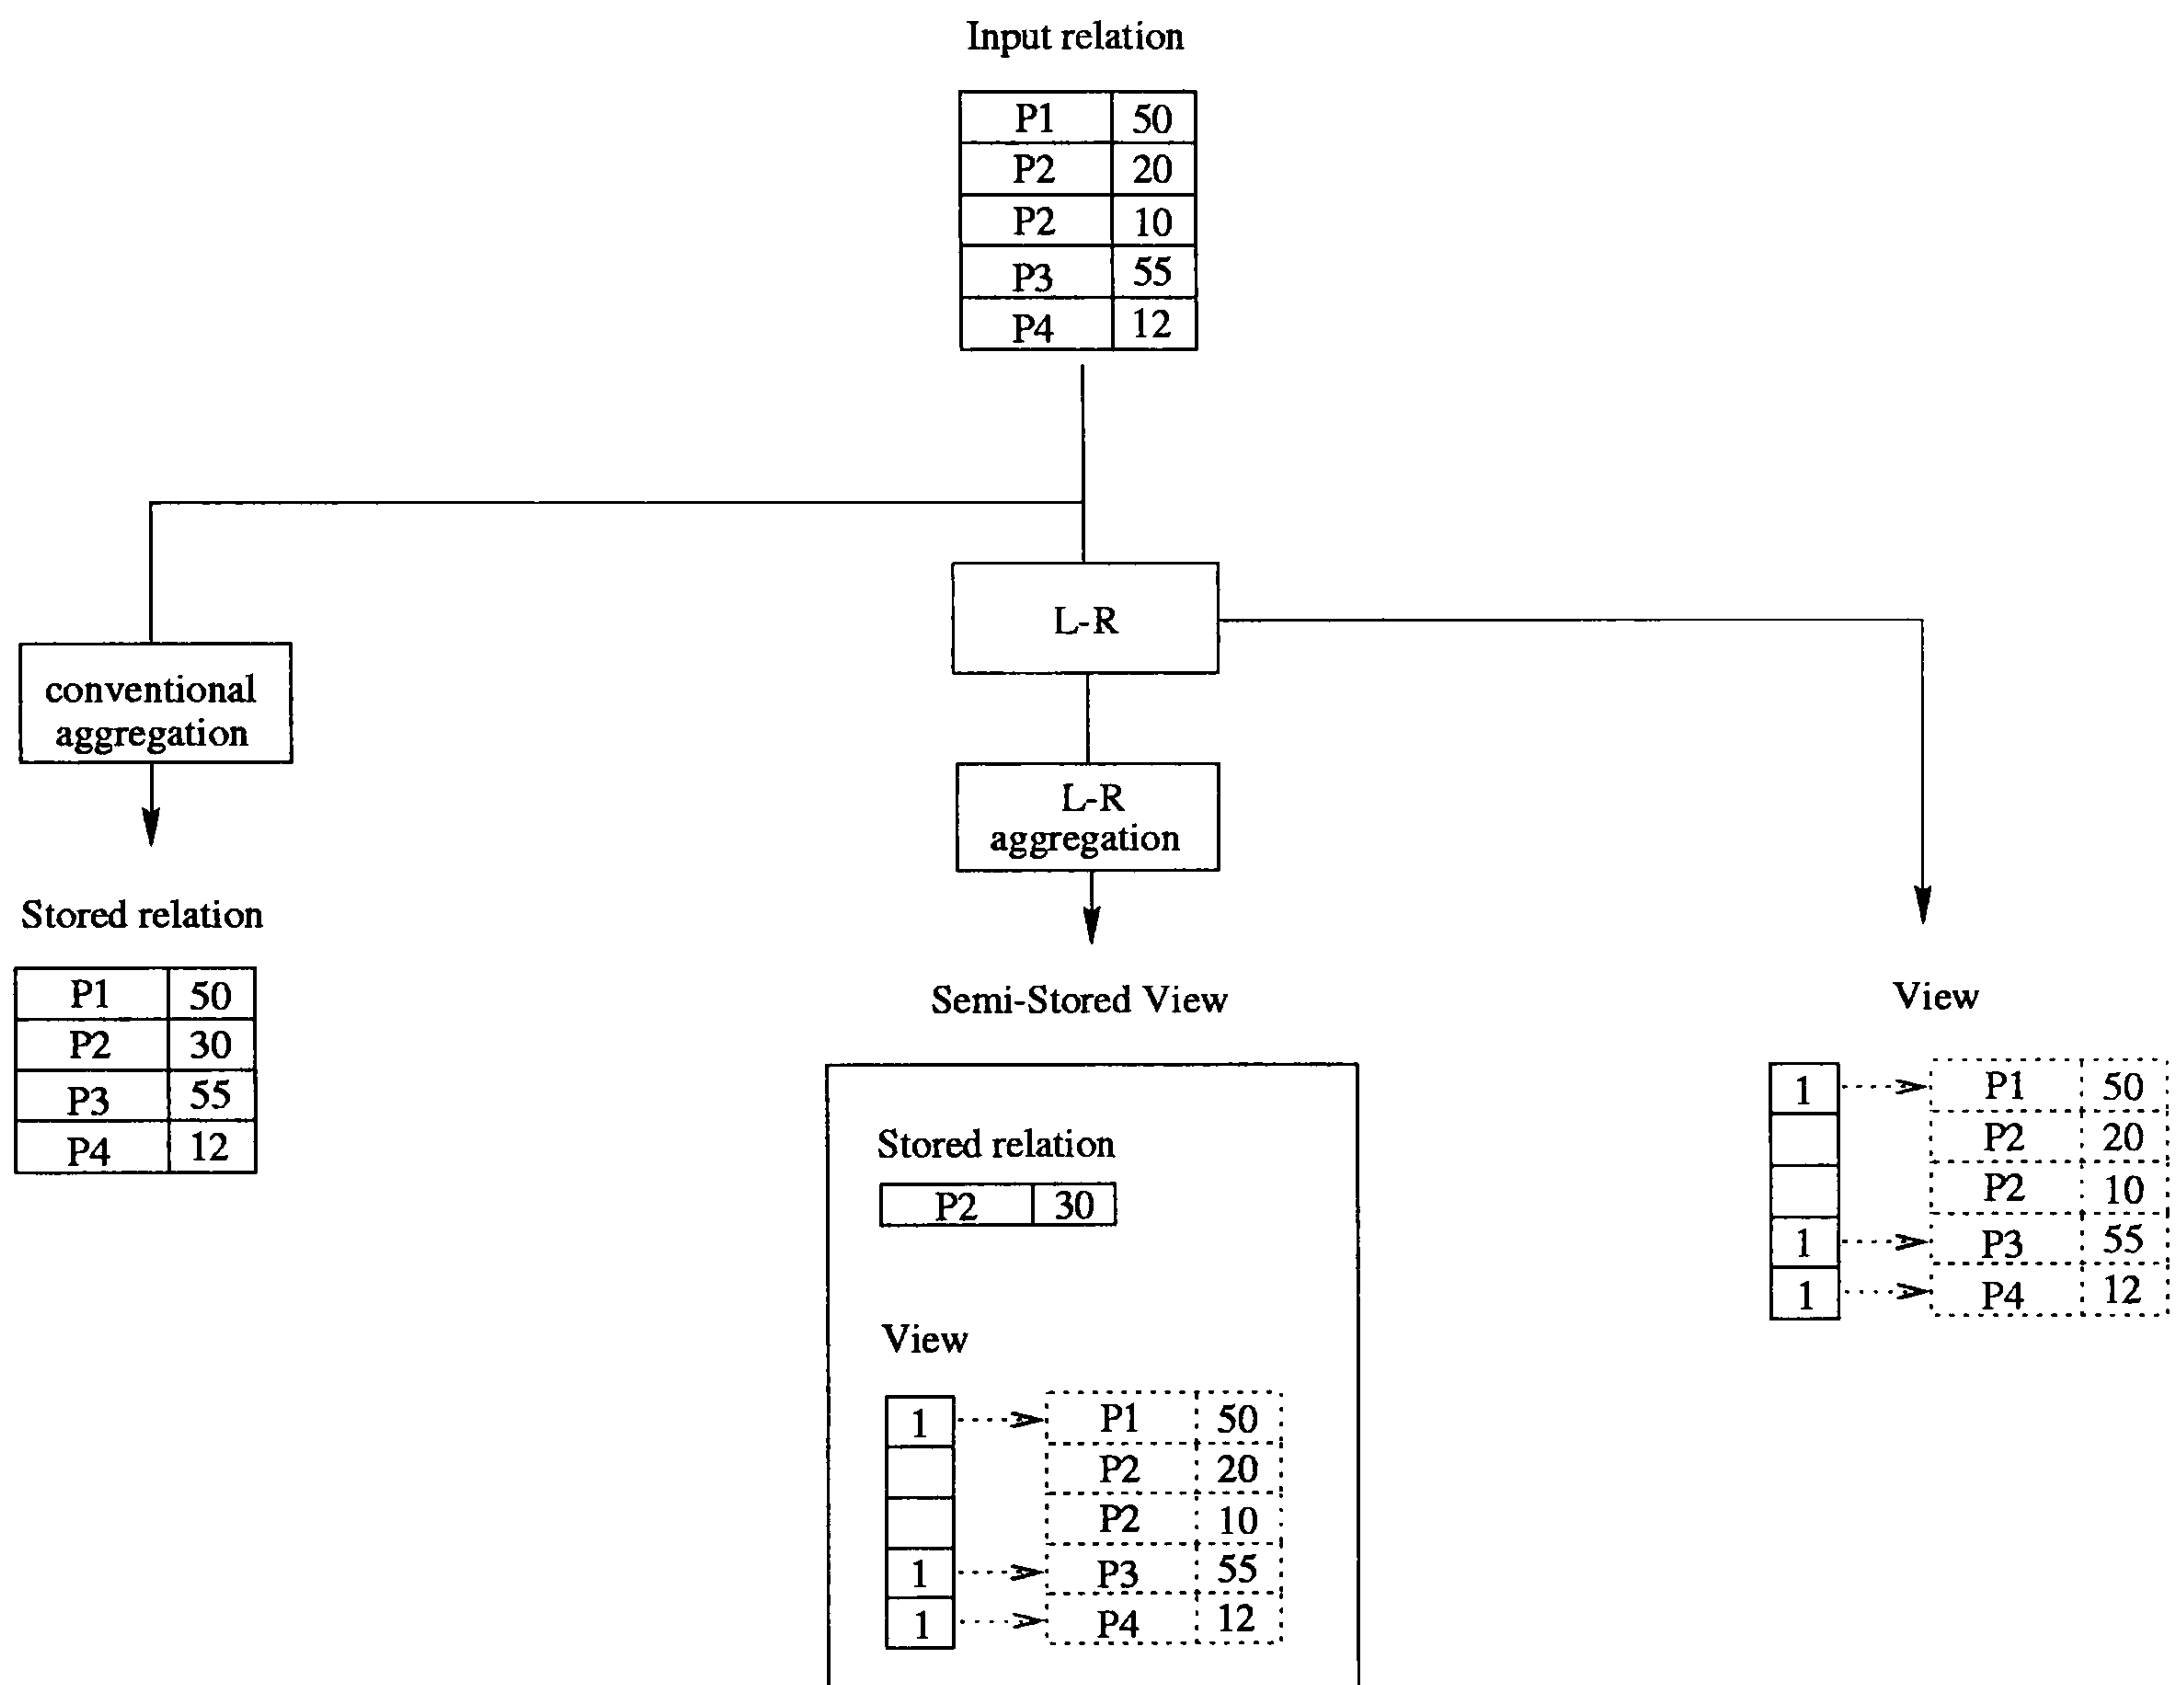 Input relation
P1 50
P2 20
P2 10
P3 55
P4 12
L-R
conventional
aggregation
L-R
aggregation
Stored relation
P1 50
P2 30
P3 55
P4 12
Semi-Stored View
Stored relation
P2 30
View
1 P1 50
P2 20
P2 10
1 P3 55
1 P4 12
View
1 P1 50
P2 20
P2 10
1 P3 55
1 P4 12